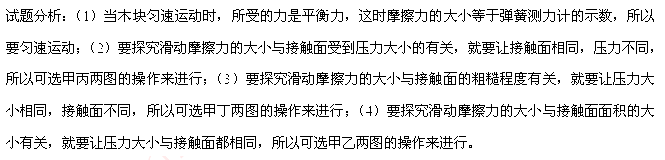 试题分析：（1）当木块匀速运动时，所受的力是平衡力，这时摩擦力的大小等于弹簧测力计的示数，所以
要匀速运动；（2）要探究滑动摩擦力的大小与接触面受到压力大小的有关，就要让接触面相同，压力不同，
所以可选甲丙两图的操作来进行；（3）要探究滑动摩擦力的大小与接触面的粗糙程度有关，就要让压力大
小相同，接触面不同，所以可选甲丁两图的操作来进行；（4）要探究滑动摩擦力的大小与接触面面积的大
小有关，就要让压力大小与接触面都相同，所以可选甲乙两图的操作来进行。